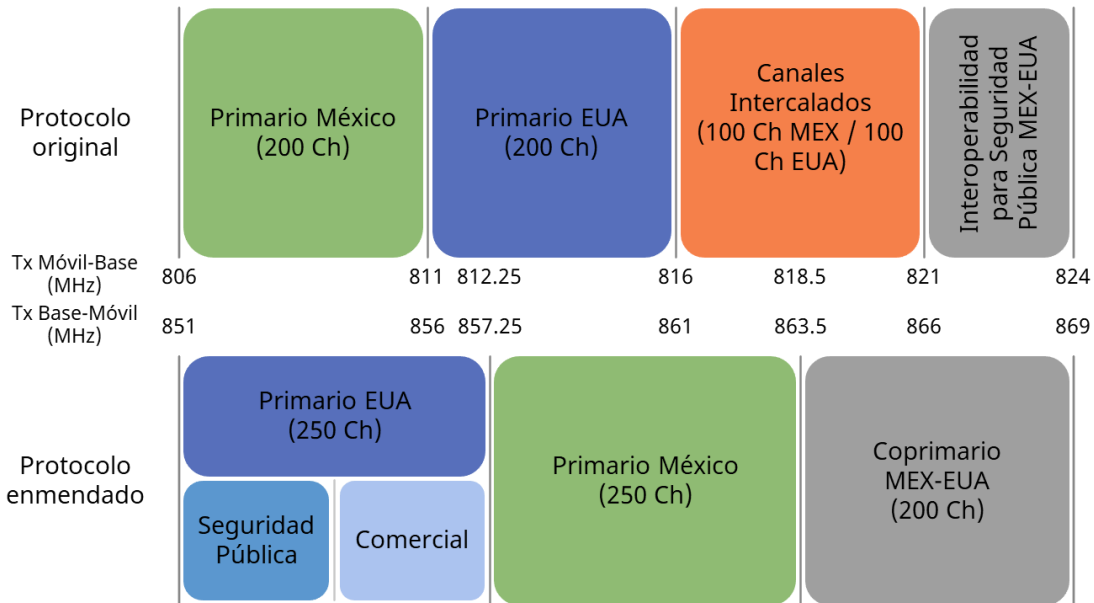 Protocolo
original
Primario México
(200 Ch)
Primario EUA
(200 Ch)
Canales
Intercalados
(100 Ch MEX / 100
Ch EUA)
Interoperabilidad
para Seguridad
Pública MEX-EUA
Tx Móvil-Base
(MHz)
806 811 812.25 816 818.5 821 824
Tx Base-Móvil
(MHz)
851 856 857.25 861 863.5 866 869
Protocolo
enmendado
Primario EUA
(250 Ch)
Seguridad
Pública
Comercial
Primario México
(250 Ch)
Coprimario
MEX-EUA
(200 Ch)